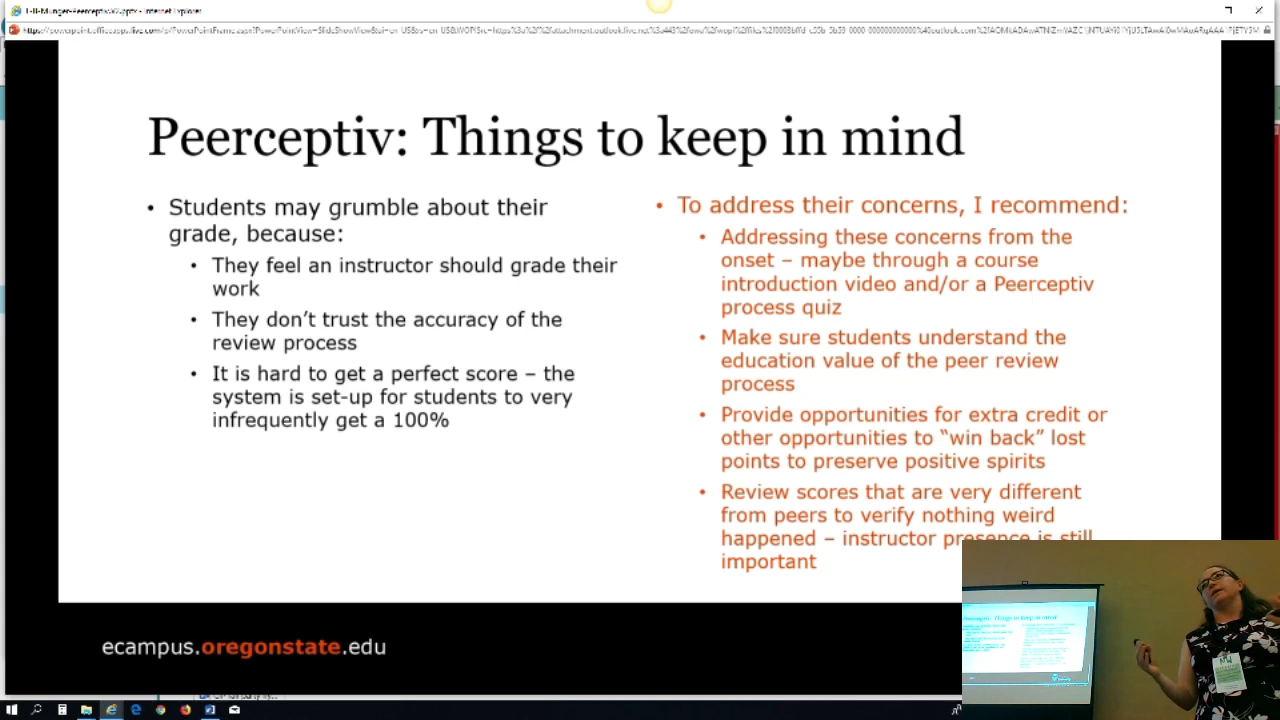 Peerceptiv: Things to keep in mind
• Students may grumble about their
grade, because:
• They feel an instructor should grade their
work
• They don’t trust the accuracy of the
review process
• It is hard to get a perfect score – the
system is set-up for students to very
infrequently get a 100%
• To address their concerns, I recommend:
• Addressing these concerns from the
onset – maybe through a course
introduction video and/or a Peerceptiv
process quiz
• Make sure students understand the
education value of the peer review
process
• Provide opportunities for extra credit or
other opportunities to “win back” lost
points to preserve positive spirits
• Review scores that are very different
from peers to verify nothing weird
happened – instructor presence is still
important
ecampus.oregonstate.edu
Peerceptiv: Things to keep in mind